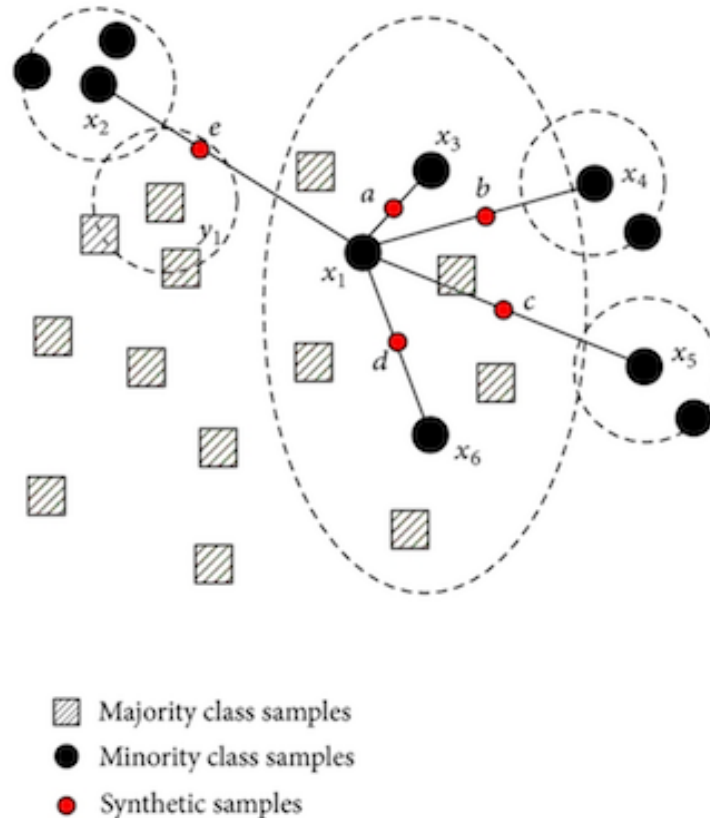 x2
e
x3
a
b
x4
y1
x1
c
d
x5
x6
Majority class samples
Minority class samples
Synthetic samples